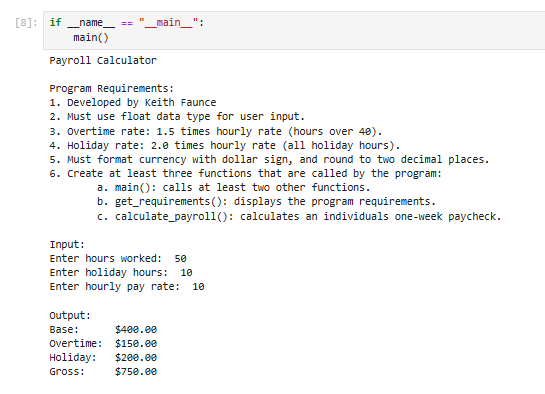 [8]: if __name__ == "__main__":
    main()
Payroll Calculator
Program Requirements:
1. Developed by Keith Faunce
2. Must use float data type for user input.
3. Overtime rate: 1.5 times hourly rate (hours over 40).
4. Holiday rate: 2.0 times hourly rate (all holiday hours).
5. Must format currency with dollar sign, and round to two decimal places.
6. Create at least three functions that are called by the program:
a. main(): calls at least two other functions.
b. get_requirements(): displays the program requirements.
c. calculate_payroll(): calculates an individuals one-week paycheck.
Input:
Enter hours worked:  50
Enter holiday hours:  10
Enter hourly pay rate:  10
Output:
Base:     $400.00
Overtime: $150.00
Holiday:  $200.00
Gross:    $750.00